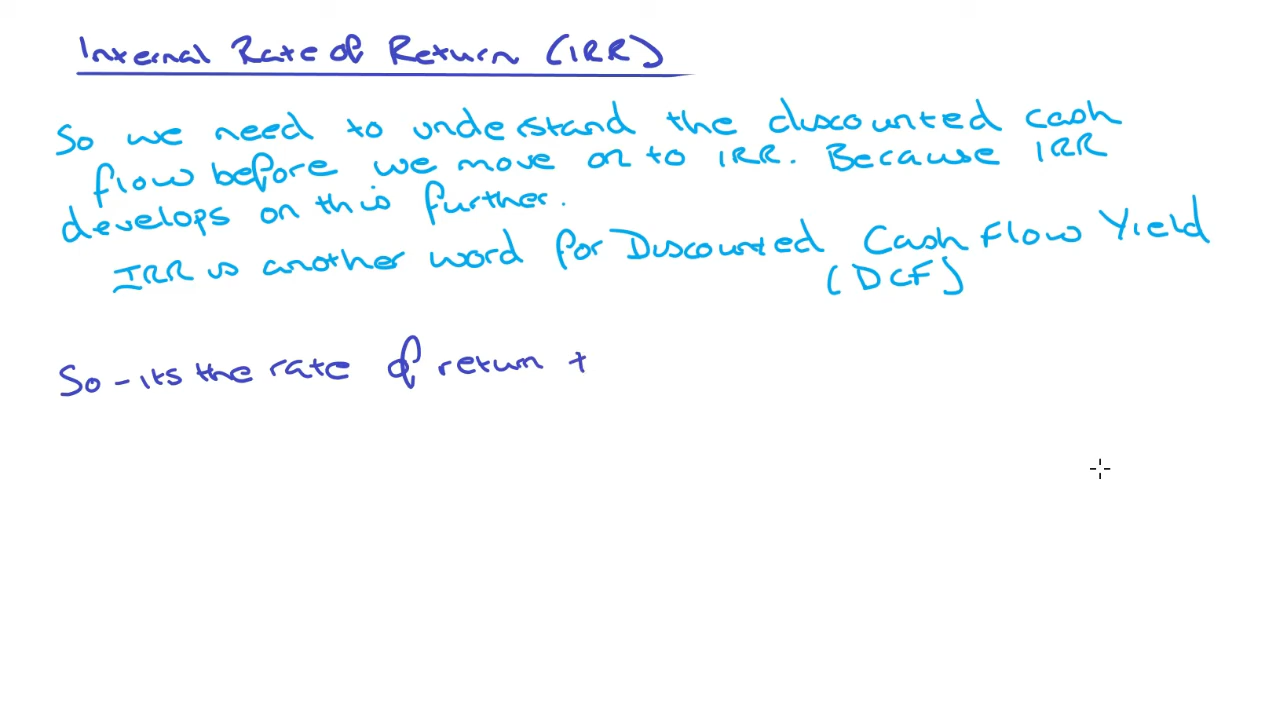 Internal Rate of Return (IRR)
So we need to understand the discounted cash
flow before we move on to IRR. Because IRR
develops on this further.
IRR is another word for Discounted Cash Flow Yield
(DCF)
So - its the rate of return t